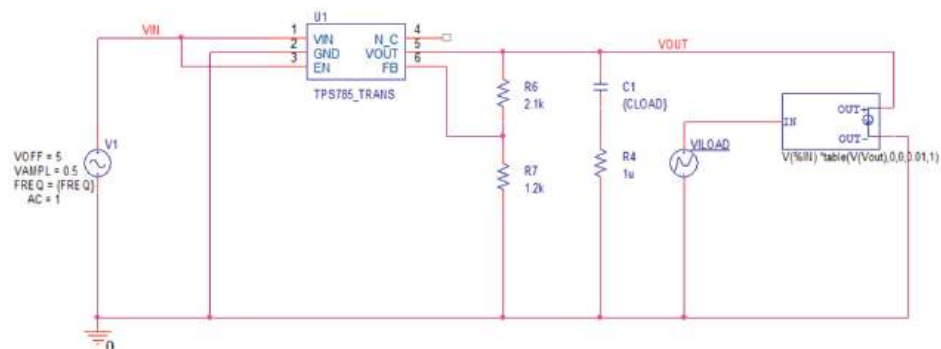 U1
VIN
1
2
3
VIN
GND
EN
N_C
VOUT
FB
4
5
6
TPS785_TRANS
VOUT
R6
2.1k
C1
{CLOAD}
VILOAD
IN
OUT+
OUT-
V(%IN) *table(V(Vout),0,0,0.01,1)
V1
VOFF = 5
VAMPL = 0.5
FREQ = {FREQ}
AC = 1
R7
1.2k
R4
1u
0